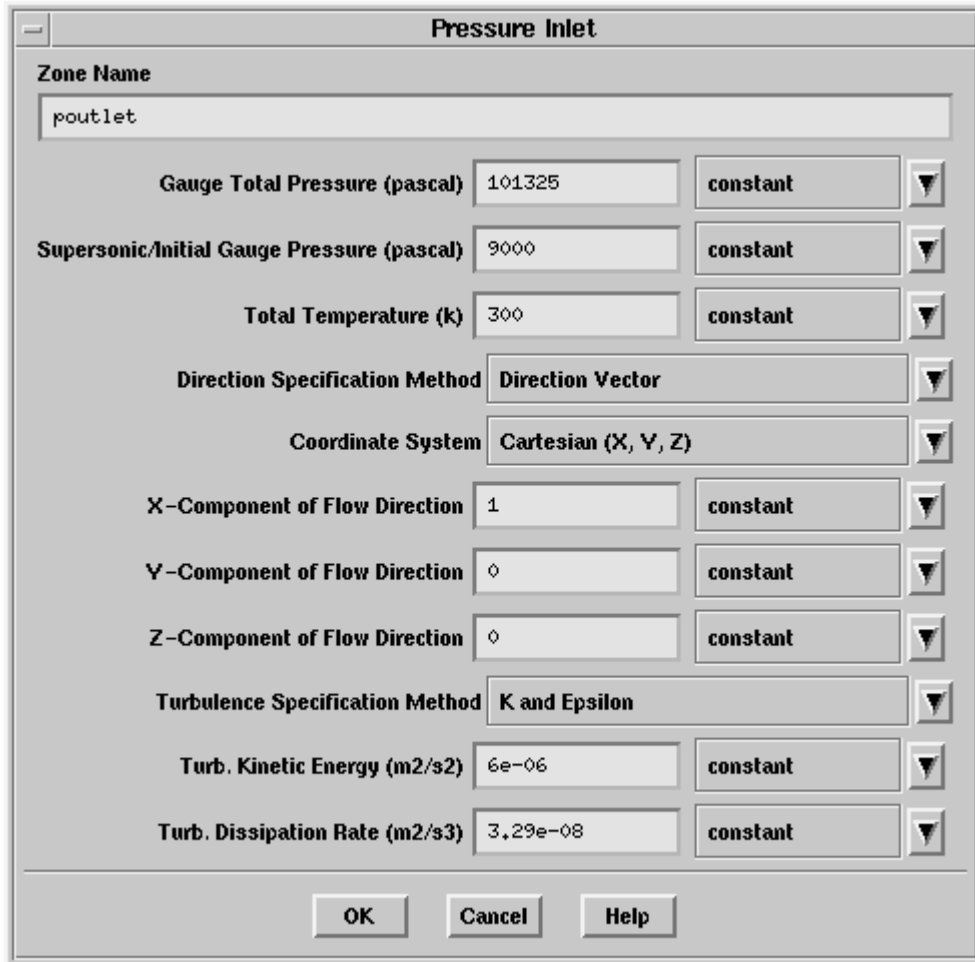 Pressure Inlet
Zone Name
poutlet
Gauge Total Pressure (pascal) 101325 constant
Supersonic/Initial Gauge Pressure (pascal) 9000 constant
Total Temperature (k) 300 constant
Direction Specification Method Direction Vector
Coordinate System Cartesian (X, Y, Z)
X-Component of Flow Direction 1 constant
Y-Component of Flow Direction 0 constant
Z-Component of Flow Direction 0 constant
Turbulence Specification Method K and Epsilon
Turb. Kinetic Energy (m2/s2) 6e-06 constant
Turb. Dissipation Rate (m2/s3) 3.29e-08 constant
OK Cancel Help